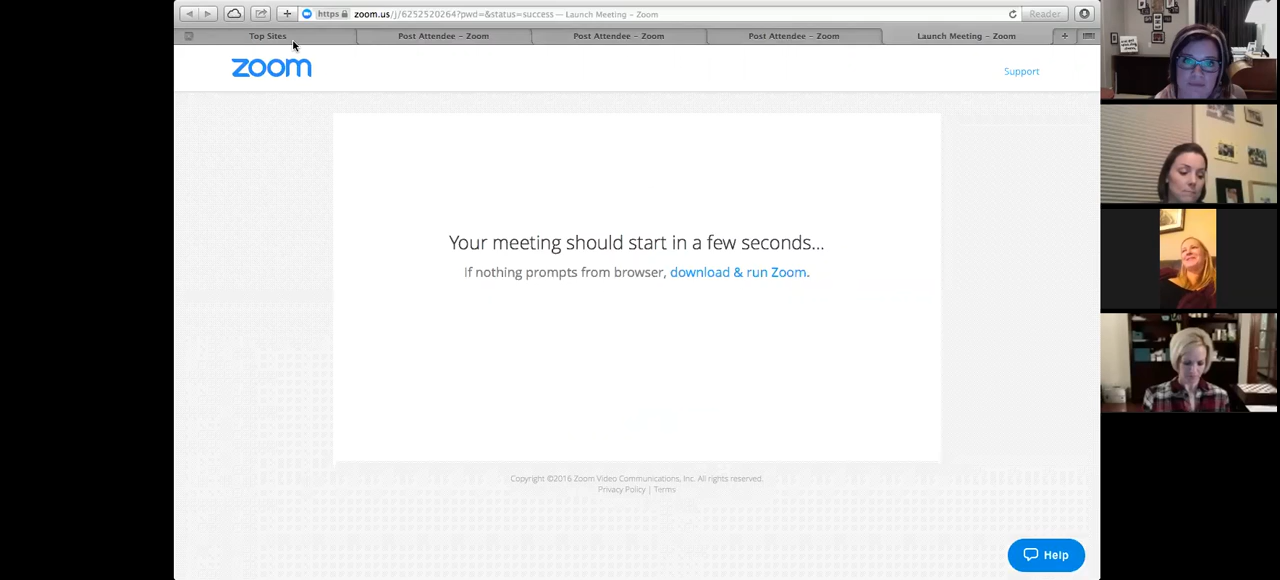 https zoom.us/j/6252520264?pwd=&status=success — Launch Meeting – Zoom
Reader
Top Sites
Post Attendee – Zoom
Post Attendee – Zoom
Post Attendee – Zoom
Launch Meeting – Zoom
zoom
Support
Your meeting should start in a few seconds...
If nothing prompts from browser, download & run Zoom.
Copyright ©2016 Zoom Video Communications, Inc. All rights reserved.
Privacy Policy | Terms
Help